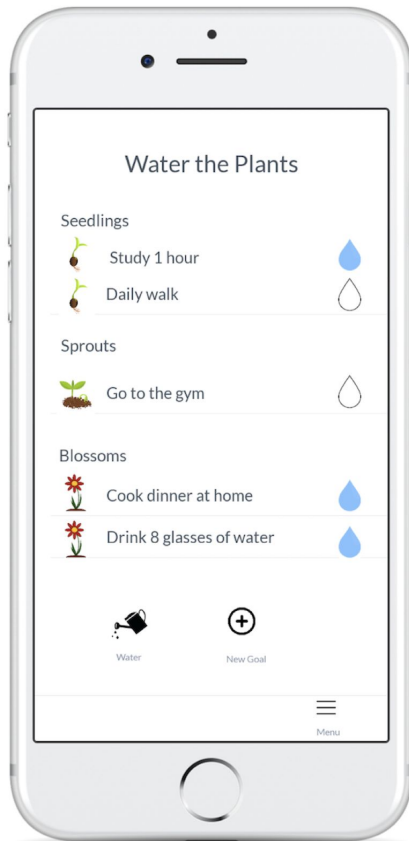 Water the Plants
Seedlings
Study 1 hour
Daily walk
Sprouts
Go to the gym
Blossoms
Cook dinner at home
Drink 8 glasses of water
Water New Goal
Menu